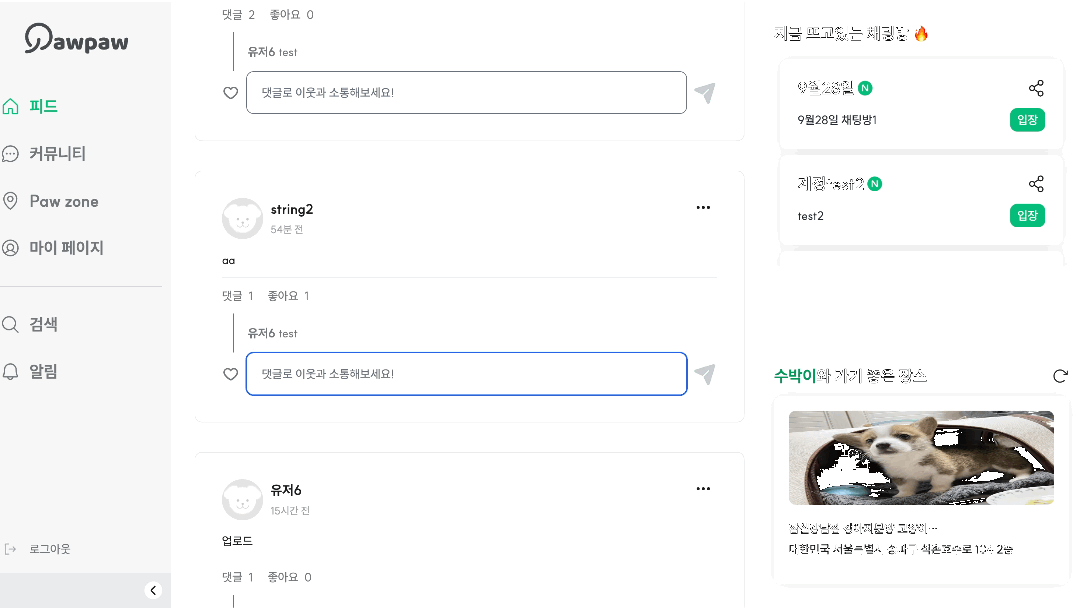 Pawpaw
피드
커뮤니티
Paw zone
마이 페이지
검색
알림
로그아웃
댓글 2 좋아요 0
유저6 test
댓글로 이웃과 소통해보세요!
string2
54분 전
aa
댓글 1 좋아요 1
유저6 test
댓글로 이웃과 소통해보세요!
유저6
15시간 전
업로드
댓글 1 좋아요 0
지금 뜨고있는 채팅방 🔥
9월28일 N
9월28일 채팅방1
입장
지정test2 N
test2
입장
수박이와 가기 좋은 장소
대한민국 서울특별시 송파구 석촌호수로